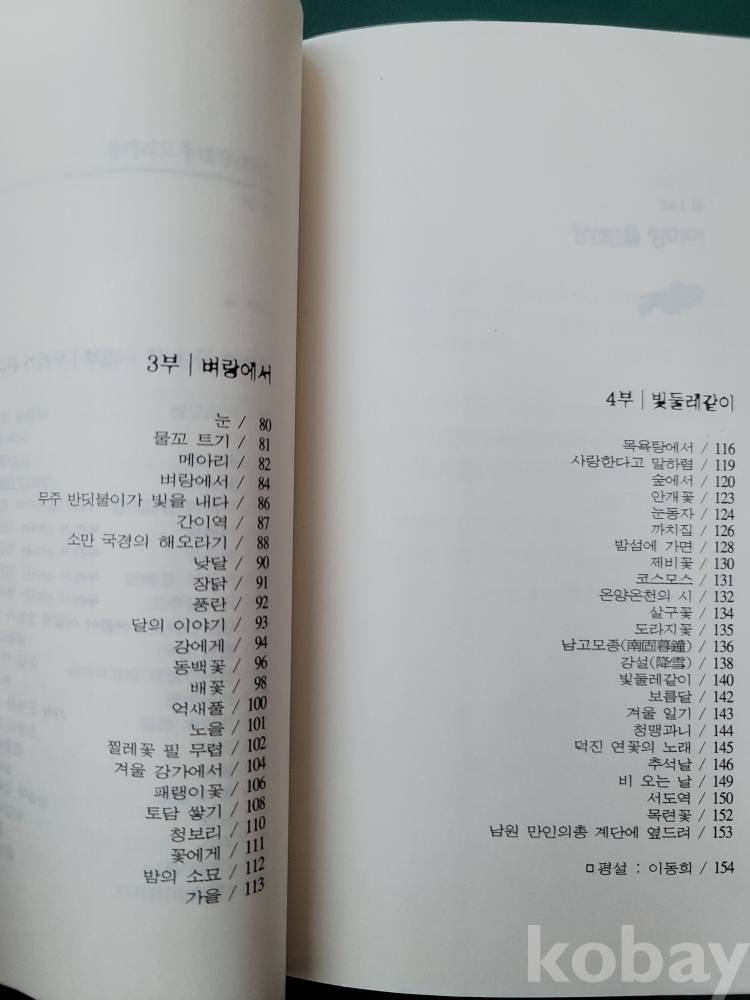 3부 | 벼랑에서
눈 / 80
물꼬 트기 / 81
메아리 / 82
벼랑에서 / 84
무주 반딧불이가 빛을 내다 / 86
간이역 / 87
소만 국경의 해오라기 / 88
낮달 / 90
장닭 / 91
풍란 / 92
달의 이야기 / 93
강에게 / 94
동백꽃 / 96
배꽃 / 98
억새풀 / 100
노을 / 101
찔레꽃 필 무렵 / 102
겨울 강가에서 / 104
패랭이꽃 / 106
토담 쌓기 / 108
청보리 / 110
꽃에게 / 111
밤의 소묘 / 112
가을 / 113
4부 | 빛둘레같이
목욕탕에서 / 116
사랑한다고 말하렴 / 119
숲에서 / 120
안개꽃 / 123
눈동자 / 124
까치집 / 126
밤섬에 가면 / 128
제비꽃 / 130
코스모스 / 131
온양온천의 시 / 132
살구꽃 / 134
도라지꽃 / 135
남고모종(南固暮鐘) / 136
강설(降雪) / 138
빛둘레같이 / 140
보름달 / 142
겨울 일기 / 143
청맹과니 / 144
덕진 연꽃의 노래 / 145
추석날 / 146
비 오는 날 / 149
서도역 / 150
목련꽃 / 152
남원 만인의총 계단에 엎드려 / 153
□평설 : 이동희 / 154
kobay